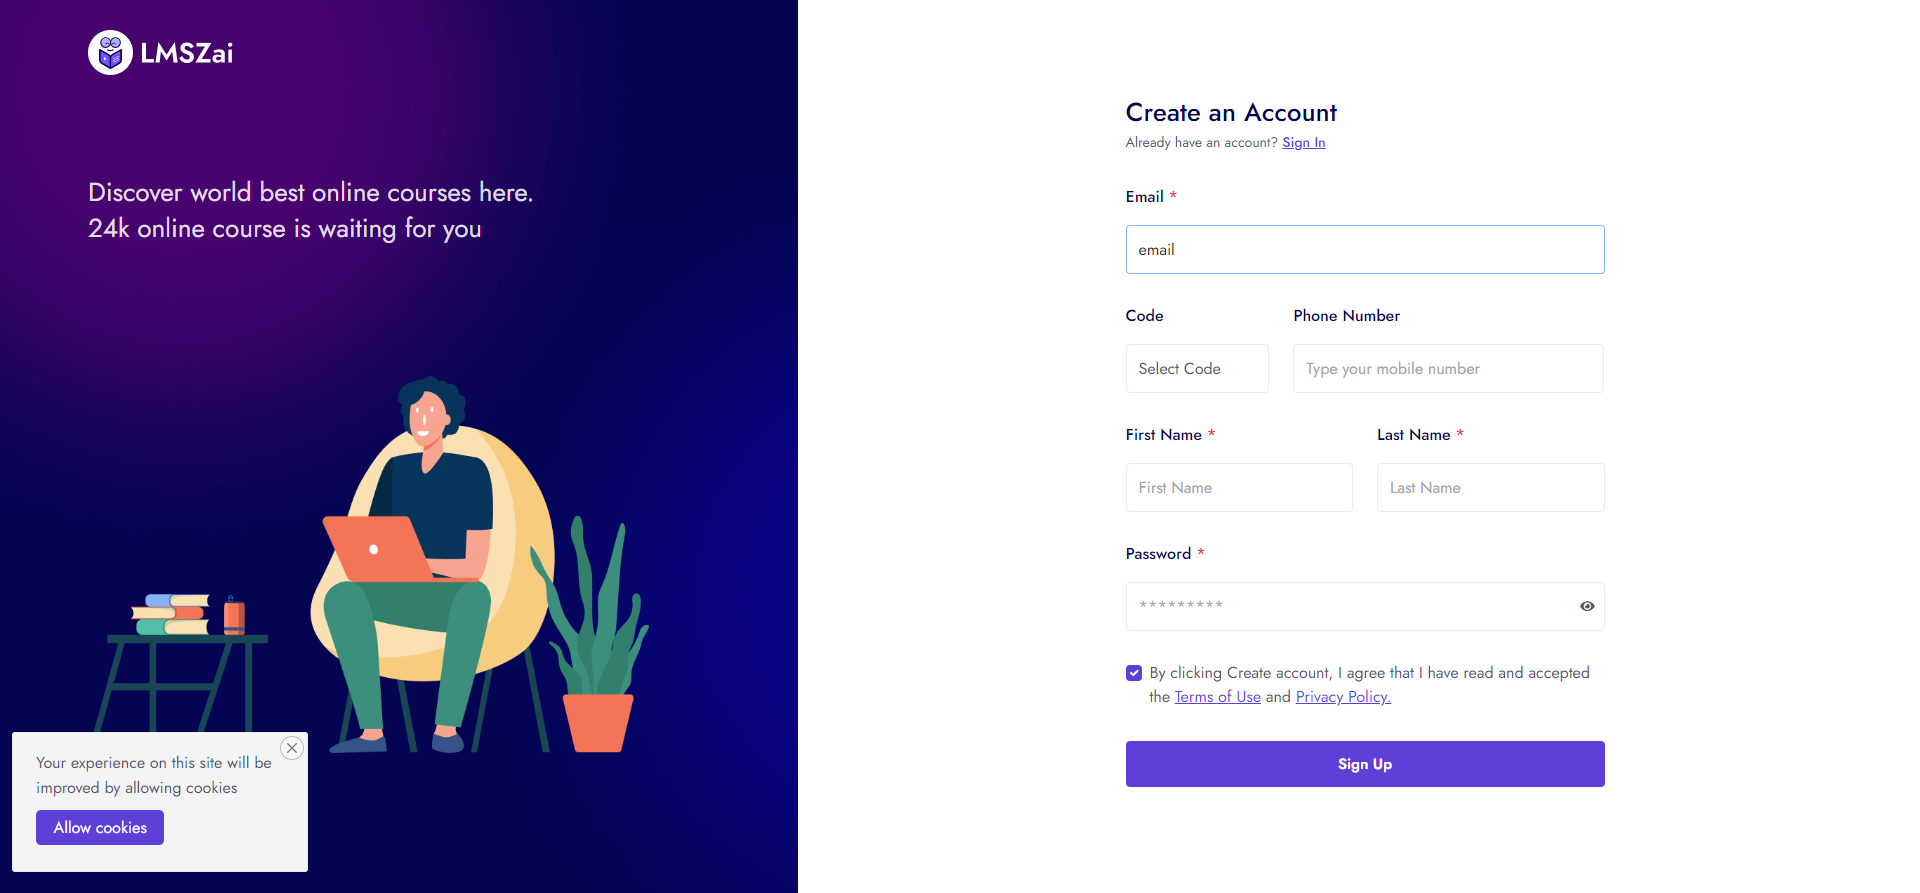 LMSZai
Discover world best online courses here.
24k online course is waiting for you
Your experience on this site will be
improved by allowing cookies
Allow cookies
Create an Account
Already have an account? Sign In
Email *
email
Code
Phone Number
Select Code
Type your mobile number
First Name *
Last Name *
First Name
Last Name
Password *
*********
By clicking Create account, I agree that I have read and accepted
the Terms of Use and Privacy Policy.
Sign Up